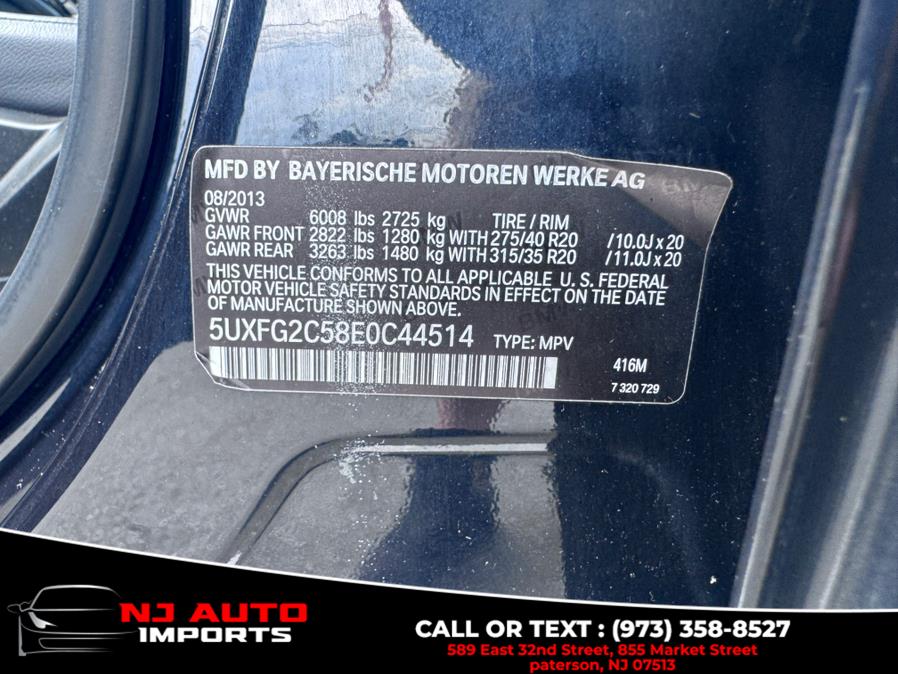 MFD BY BAYERISCHE MOTOREN WERKE AG
08/2013
GVWR 6008 lbs 2725 kg TIRE / RIM
GAWR FRONT 2822 lbs 1280 kg WITH 275/40 R20 /10.0J x 20
GAWR REAR 3263 lbs 1480 kg WITH 315/35 R20 /11.0J x 20
THIS VEHICLE CONFORMS TO ALL APPLICABLE U. S. FEDERAL
MOTOR VEHICLE SAFETY STANDARDS IN EFFECT ON THE DATE
OF MANUFACTURE SHOWN ABOVE.
5UXFG2C58E0C44514 TYPE: MPV
416M
7 320 729
NJ AUTO
IMPORTS
CALL OR TEXT : (973) 358-8527
589 East 32nd Street, 855 Market Street
paterson, NJ 07513